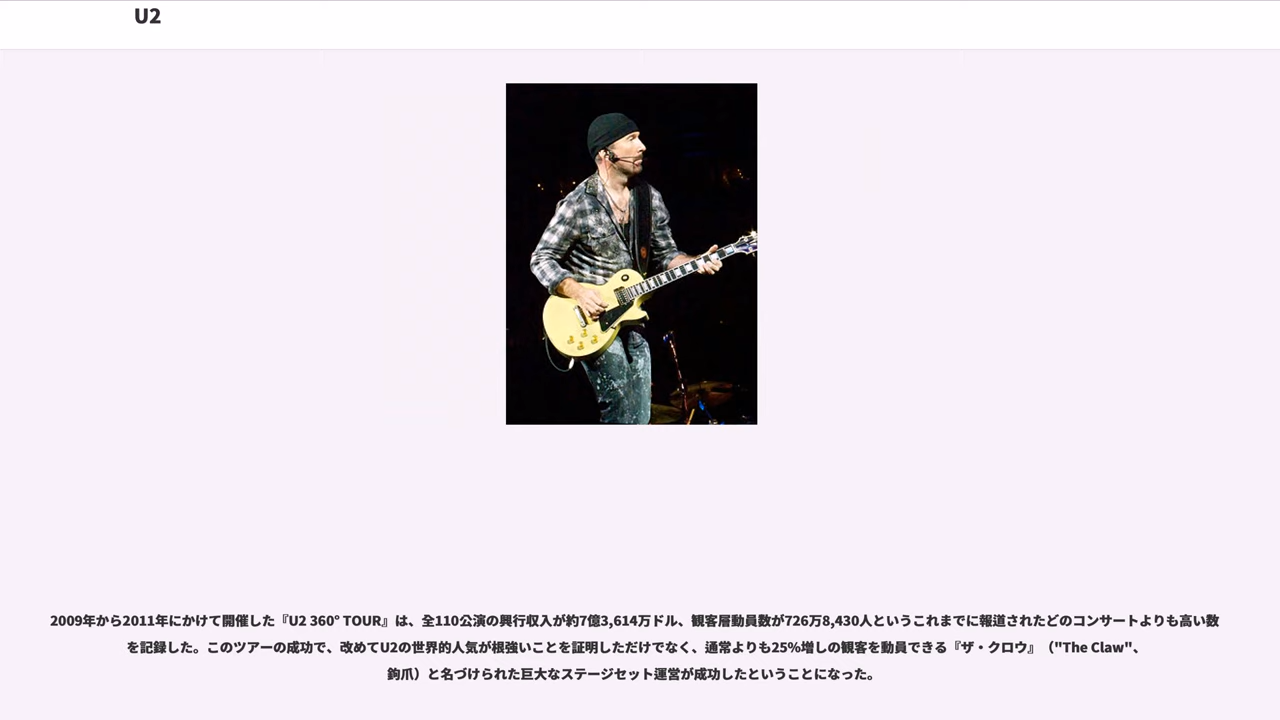 U2
2009年から2011年にかけて開催した『U2 360° TOUR』は、全110公演の興行収入が約7億3,614万ドル、観客層動員数が726万8,430人というこれまでに報道されたどのコンサートよりも高い数
を記録した。このツアーの成功で、改めてU2の世界的人気が根強いことを証明しただけでなく、通常よりも25%増しの観客を動員できる『ザ・クロウ』（"The Claw"、
鉤爪）と名づけられた巨大なステージセット運営が成功したということになった。